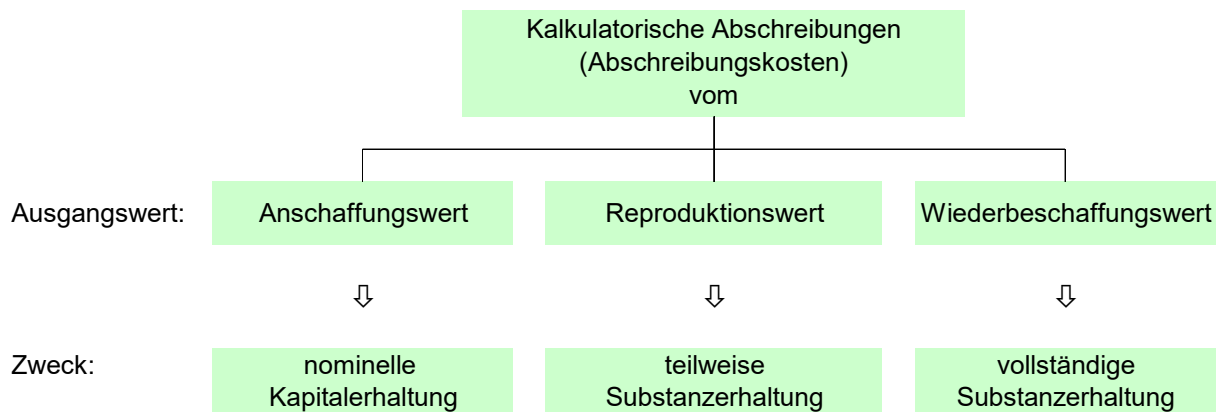 Kalkulatorische Abschreibungen
(Abschreibungskosten)
vom
Ausgangswert: Anschaffungswert Reproduktionswert Wiederbeschaffungswert
Zweck: nominelle teilweise vollständige
Kapitalerhaltung Substanzerhaltung Substanzerhaltung